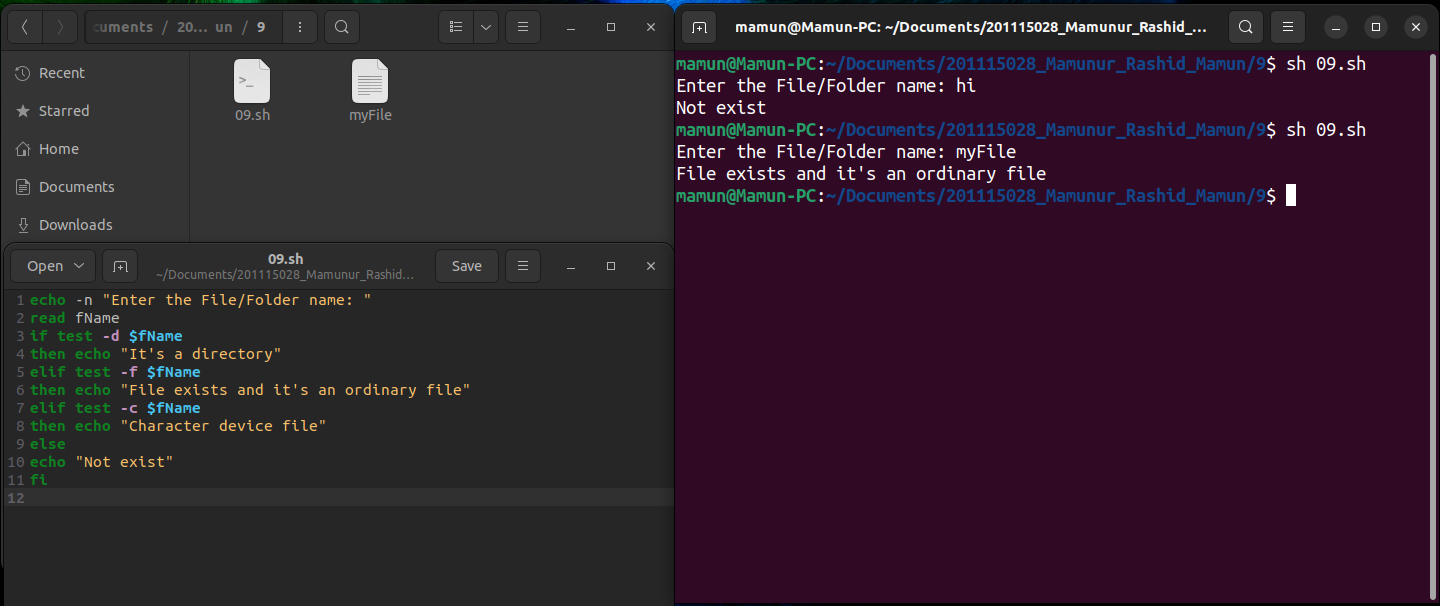 cuments / 20... un / 9
Recent
Starred
Home
Documents
Downloads
09.sh
myFile
Open
09.sh
~/Documents/201115028_Mamunur_Rashid...
Save
1 echo -n "Enter the File/Folder name: "
2 read fName
3 if test -d $fName
4 then echo "It's a directory"
5 elif test -f $fName
6 then echo "File exists and it's an ordinary file"
7 elif test -c $fName
8 then echo "Character device file"
9 else
10 echo "Not exist"
11 fi
12
mamun@Mamun-PC: ~/Documents/201115028_Mamunur_Rashid_...
mamun@Mamun-PC:~/Documents/201115028_Mamunur_Rashid_Mamun/9$ sh 09.sh
Enter the File/Folder name: hi
Not exist
mamun@Mamun-PC:~/Documents/201115028_Mamunur_Rashid_Mamun/9$ sh 09.sh
Enter the File/Folder name: myFile
File exists and it's an ordinary file
mamun@Mamun-PC:~/Documents/201115028_Mamunur_Rashid_Mamun/9$